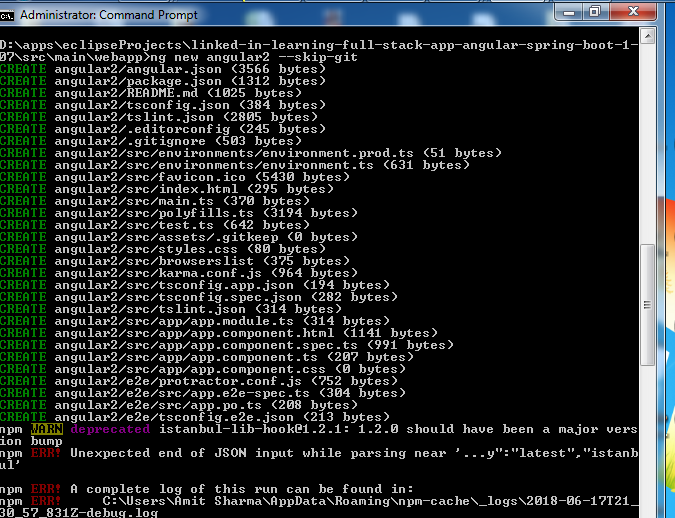 Administrator: Command Prompt
D:\apps\eclipseProjects\linked-in-learning-full-stack-app-angular-spring-boot-1-
07\src\main\webapp>ng new angular2 --skip-git
CREATE angular2/angular.json (3566 bytes)
CREATE angular2/package.json (1312 bytes)
CREATE angular2/README.md (1025 bytes)
CREATE angular2/tsconfig.json (384 bytes)
CREATE angular2/tslint.json (2805 bytes)
CREATE angular2/.editorconfig (245 bytes)
CREATE angular2/.gitignore (503 bytes)
CREATE angular2/src/environments/environment.prod.ts (51 bytes)
CREATE angular2/src/environments/environment.ts (631 bytes)
CREATE angular2/src/favicon.ico (5430 bytes)
CREATE angular2/src/index.html (295 bytes)
CREATE angular2/src/main.ts (370 bytes)
CREATE angular2/src/polyfills.ts (3194 bytes)
CREATE angular2/src/test.ts (642 bytes)
CREATE angular2/src/assets/.gitkeep (0 bytes)
CREATE angular2/src/styles.css (80 bytes)
CREATE angular2/src/browserslist (375 bytes)
CREATE angular2/src/karma.conf.js (964 bytes)
CREATE angular2/src/tsconfig.app.json (194 bytes)
CREATE angular2/src/tsconfig.spec.json (282 bytes)
CREATE angular2/src/tslint.json (314 bytes)
CREATE angular2/src/app/app.module.ts (314 bytes)
CREATE angular2/src/app/app.component.html (1141 bytes)
CREATE angular2/src/app/app.component.spec.ts (991 bytes)
CREATE angular2/src/app/app.component.ts (207 bytes)
CREATE angular2/src/app/app.component.css (0 bytes)
CREATE angular2/e2e/protractor.conf.js (752 bytes)
CREATE angular2/e2e/src/app.e2e-spec.ts (304 bytes)
CREATE angular2/e2e/src/app.po.ts (208 bytes)
CREATE angular2/e2e/tsconfig.e2e.json (213 bytes)
npm WARN deprecated istanbul-lib-hook@1.2.1: 1.2.0 should have been a major vers
ion bump
npm ERR! Unexpected end of JSON input while parsing near '...y":"latest","istanb
ul'
npm ERR! A complete log of this run can be found in:
npm ERR!     C:\Users\Amit Sharma\AppData\Roaming\npm-cache\_logs\2018-06-17T21_
30_57_831Z-debug.log